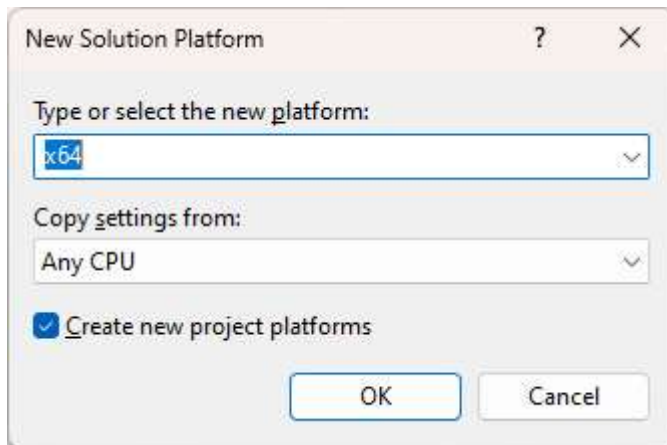 New Solution Platform ?
Type or select the new platform:
x64
Copy settings from:
Any CPU
Create new project platforms
OK Cancel